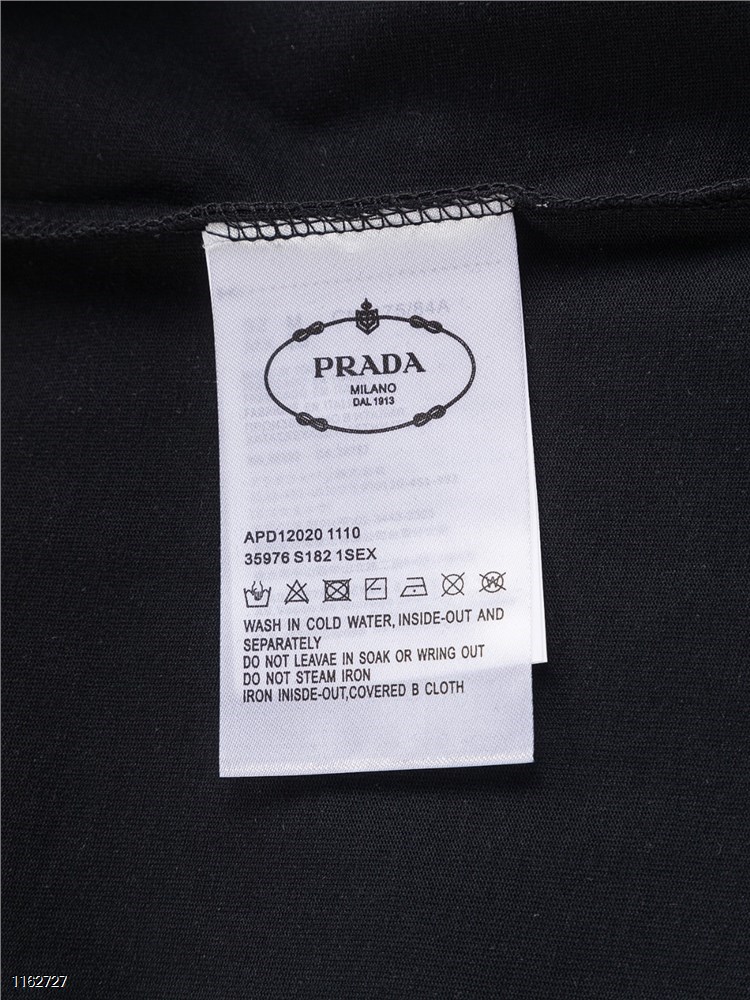 PRADA
MILANO
DAL 1913
APD12020 1110
35976 S182 1SEX
WASH IN COLD WATER, INSIDE-OUT AND
SEPARATELY
DO NOT LEAVAE IN SOAK OR WRING OUT
DO NOT STEAM IRON
IRON INISDE-OUT,COVERED B CLOTH
1162727